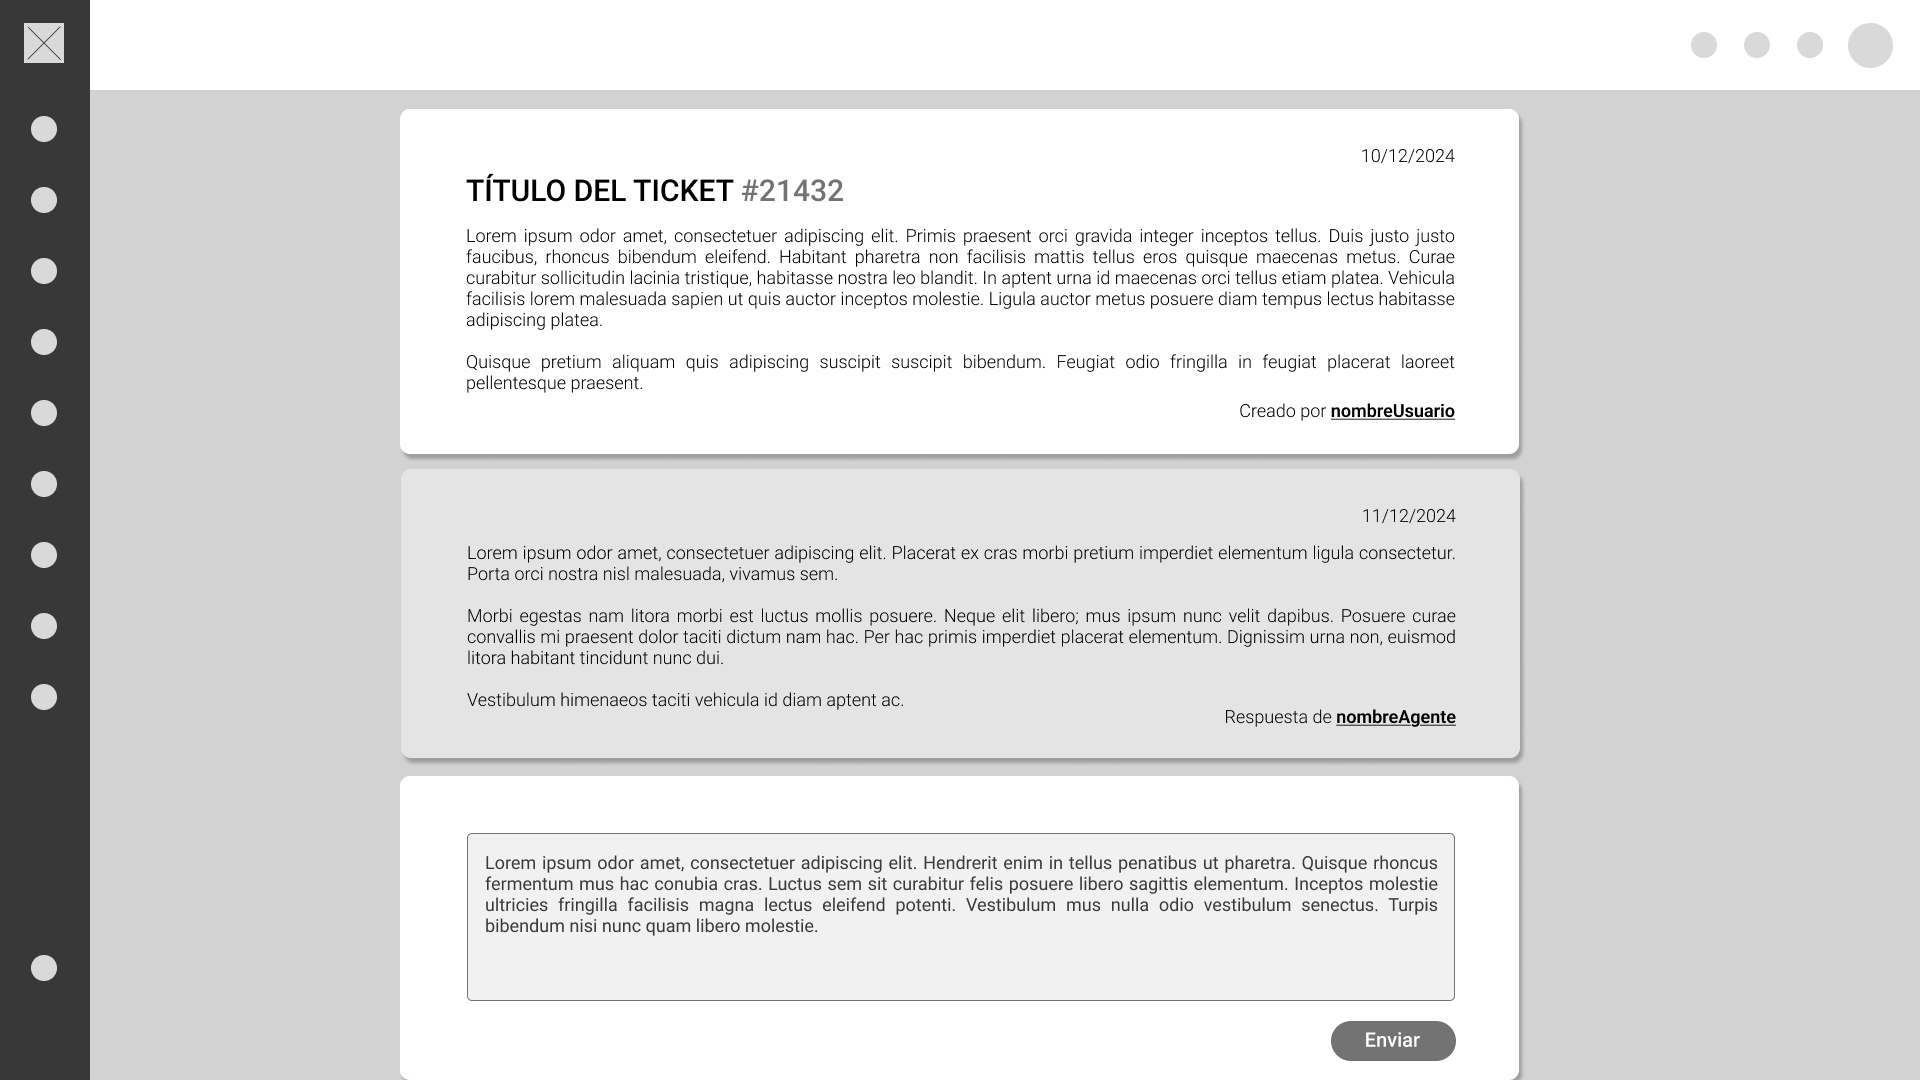 10/12/2024
TÍTULO DEL TICKET #21432
Lorem ipsum odor amet, consectetuer adipiscing elit. Primis praesent orci gravida integer inceptos tellus. Duis justo justo
faucibus, rhoncus bibendum eleifend. Habitant pharetra non facilisis mattis tellus eros quisque maecenas metus. Curae
curabitur sollicitudin lacinia tristique, habitasse nostra leo blandit. In aptent urna id maecenas orci tellus etiam platea. Vehicula
facilisis lorem malesuada sapien ut quis auctor inceptos molestie. Ligula auctor metus posuere diam tempus lectus habitasse
adipiscing platea.
Quisque pretium aliquam quis adipiscing suscipit suscipit bibendum. Feugiat odio fringilla in feugiat placerat laoreet
pellentesque praesent.
Creado por nombreUsuario
11/12/2024
Lorem ipsum odor amet, consectetuer adipiscing elit. Placerat ex cras morbi pretium imperdiet elementum ligula consectetur.
Porta orci nostra nisl malesuada, vivamus sem.
Morbi egestas nam litora morbi est luctus mollis posuere. Neque elit libero; mus ipsum nunc velit dapibus. Posuere curae
convallis mi praesent dolor taciti dictum nam hac. Per hac primis imperdiet placerat elementum. Dignissim urna non, euismod
litora habitant tincidunt nunc dui.
Vestibulum himenaeos taciti vehicula id diam aptent ac.
Respuesta de nombreAgente
Lorem ipsum odor amet, consectetuer adipiscing elit. Hendrerit enim in tellus penatibus ut pharetra. Quisque rhoncus
fermentum mus hac conubia cras. Luctus sem sit curabitur felis posuere libero sagittis elementum. Inceptos molestie
ultricies fringilla facilisis magna lectus eleifend potenti. Vestibulum mus nulla odio vestibulum senectus. Turpis
bibendum nisi nunc quam libero molestie.
Enviar